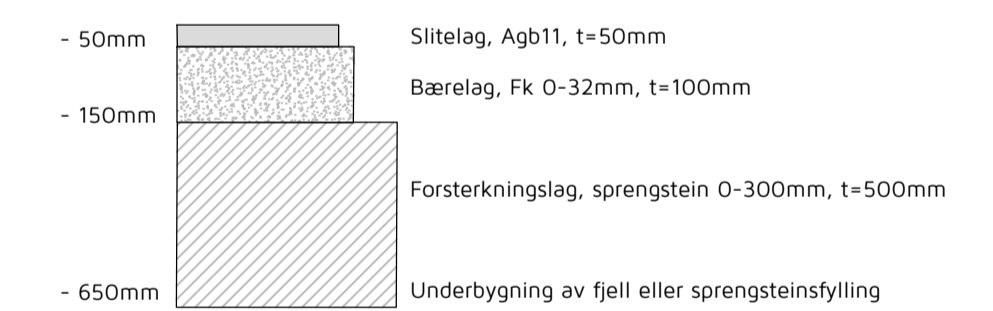 - 50mm Slitelag, Agb11, t=50mm
Bærelag, Fk 0-32mm, t=100mm
- 150mm
Forsterkningslag, sprengstein 0-300mm, t=500mm
- 650mm Underbygning av fjell eller sprengsteinsfylling